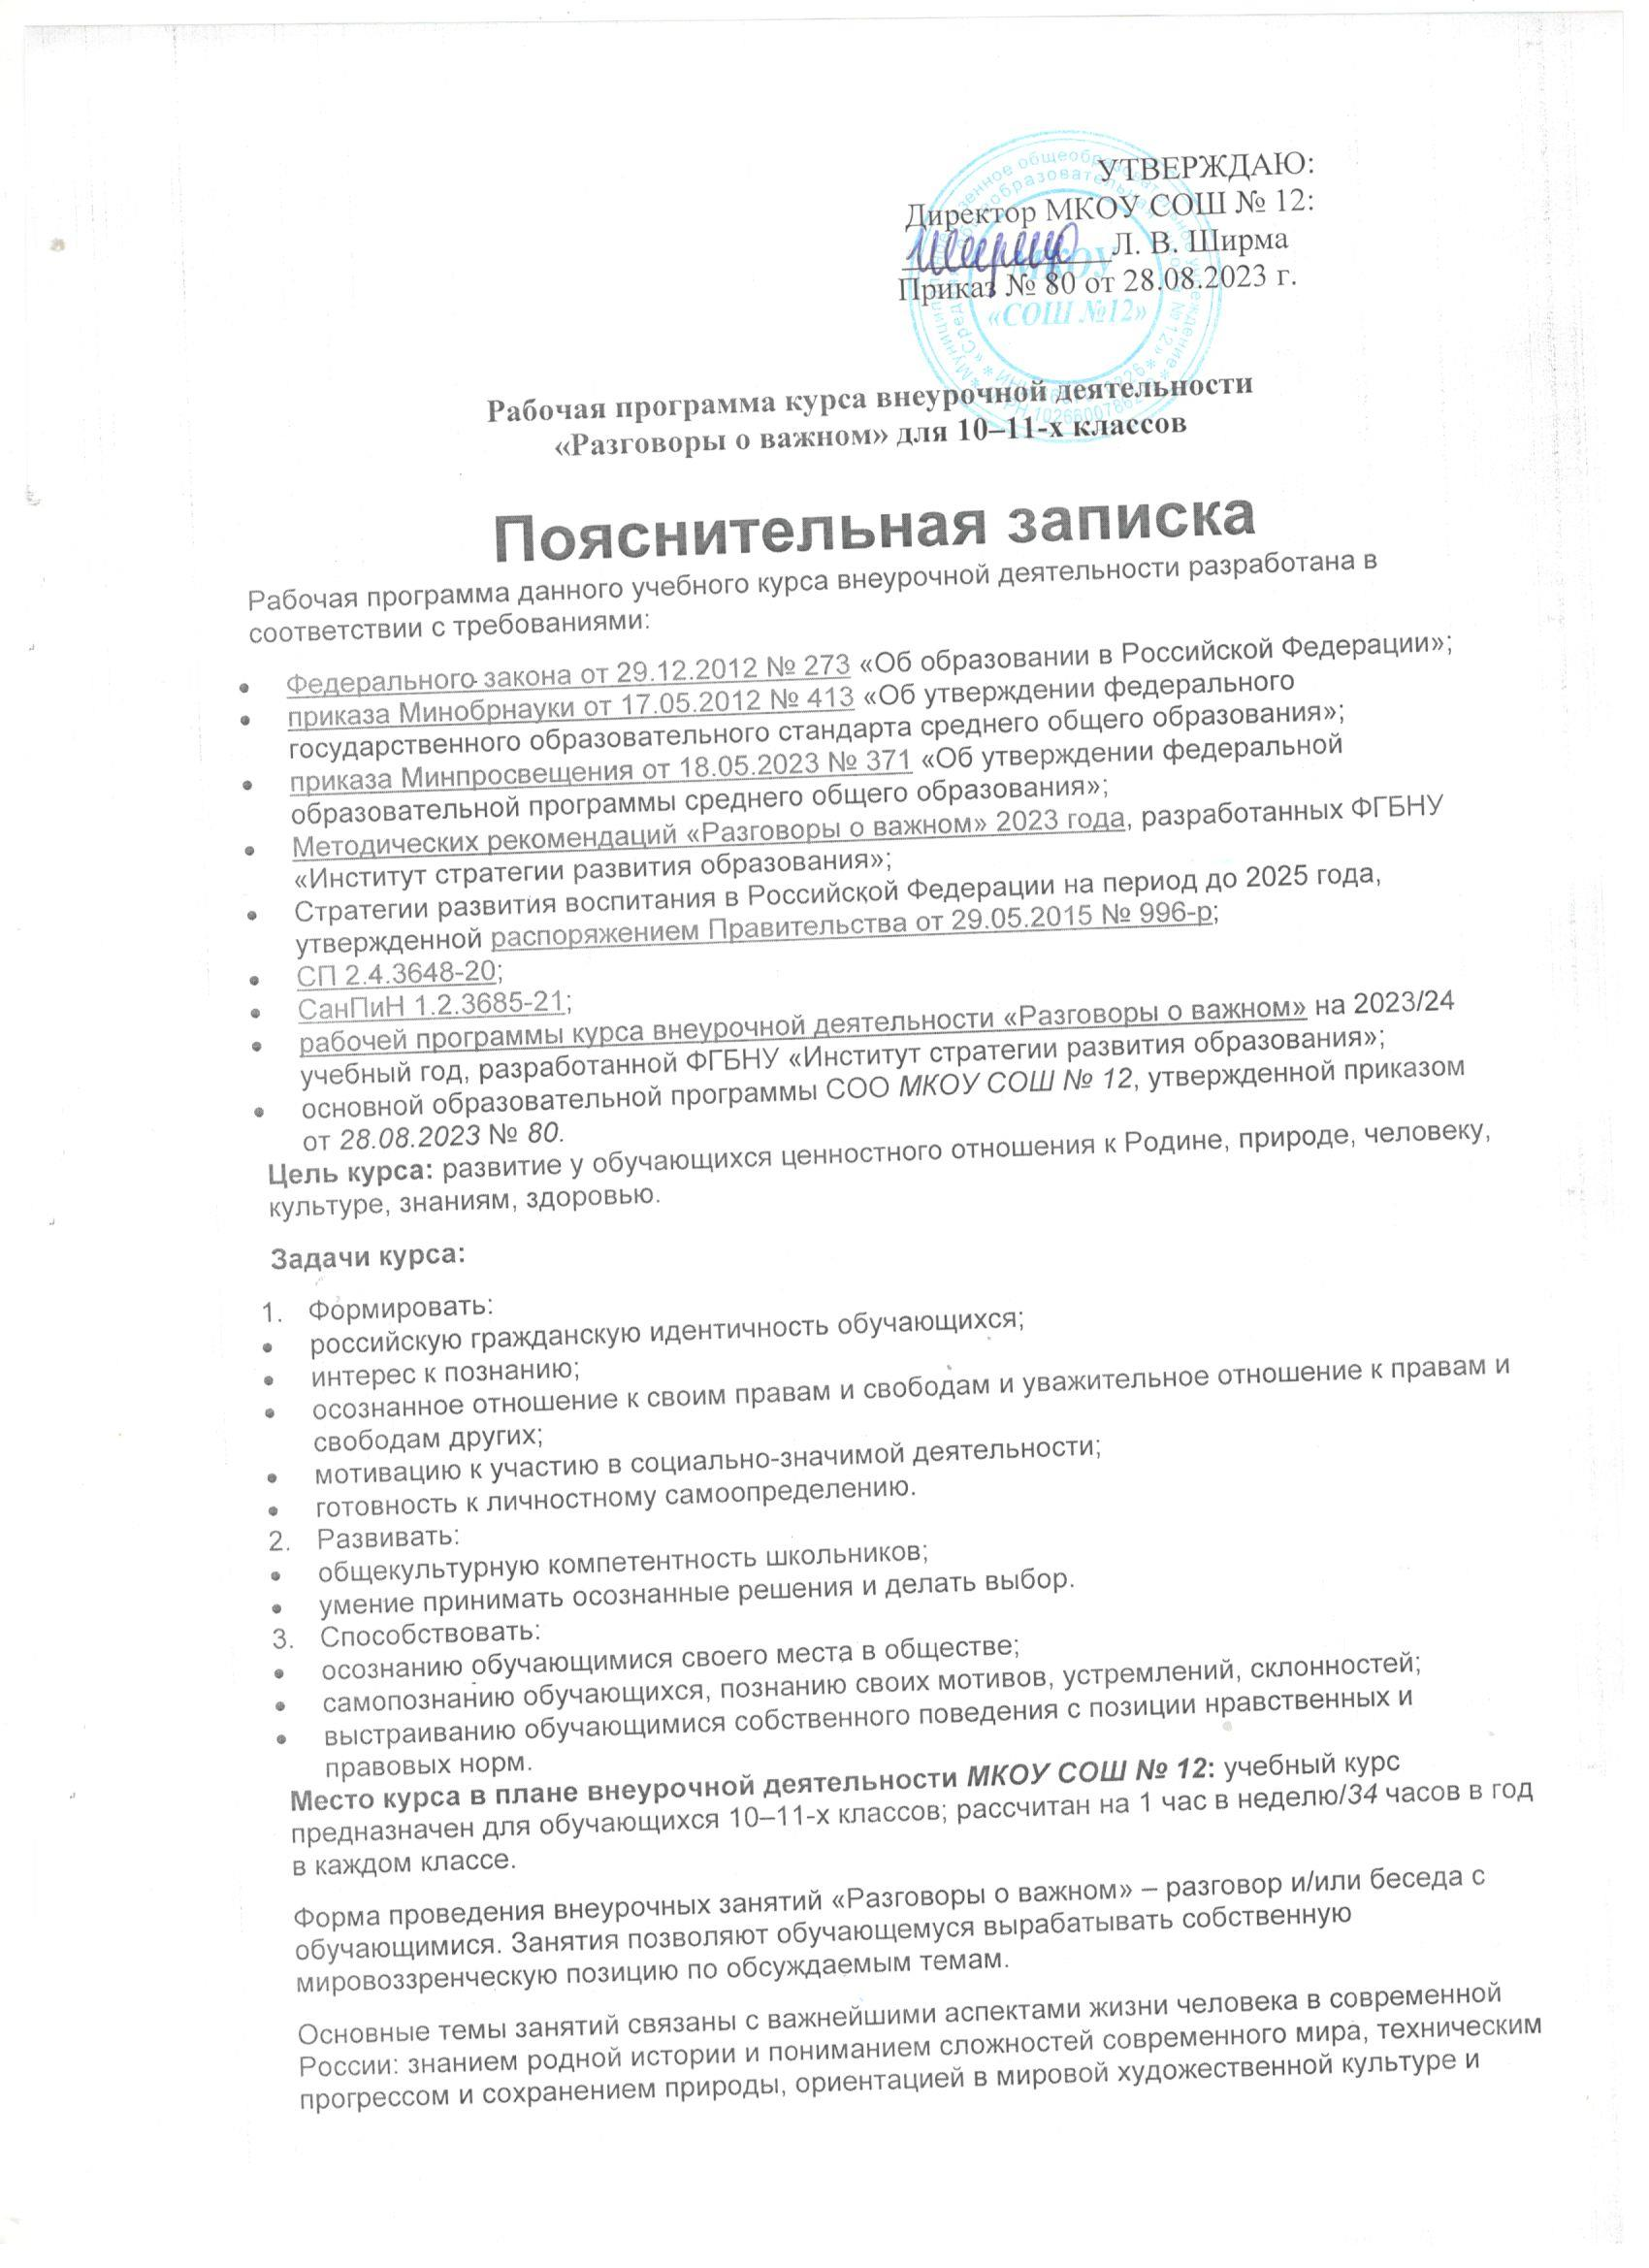 УТВЕРЖДАЮ:
Директор МКОУ СОШ № 12:
Л. В. Ширма
Приказ № 80 от 28.08.2023 г.
МКОУ
«СОШ №12»
Рабочая программа курса внеурочной деятельности
«Разговоры о важном» для 10–11-х классов
Пояснительная записка
Рабочая программа данного учебного курса внеурочной деятельности разработана в
соответствии с требованиями:
• Федерального закона от 29.12.2012 № 273 «Об образовании в Российской Федерации»;
• приказа Минобрнауки от 17.05.2012 № 413 «Об утверждении федерального
государственного образовательного стандарта среднего общего образования»;
• приказа Минпросвещения от 18.05.2023 № 371 «Об утверждении федеральной
образовательной программы среднего общего образования»;
• Методических рекомендаций «Разговоры о важном» 2023 года, разработанных ФГБНУ
«Институт стратегии развития образования»;
• Стратегии развития воспитания в Российской Федерации на период до 2025 года,
утвержденной распоряжением Правительства от 29.05.2015 № 996-р;
• СП 2.4.3648-20;
• СанПиН 1.2.3685-21;
• рабочей программы курса внеурочной деятельности «Разговоры о важном» на 2023/24
учебный год, разработанной ФГБНУ «Институт стратегии развития образования»;
• основной образовательной программы СОО МКОУ СОШ № 12, утвержденной приказом
от 28.08.2023 № 80.
Цель курса: развитие у обучающихся ценностного отношения к Родине, природе, человеку,
культуре, знаниям, здоровью.
Задачи курса:
1. Формировать:
• российскую гражданскую идентичность обучающихся;
• интерес к познанию;
• осознанное отношение к своим правам и свободам и уважительное отношение к правам и
свободам других;
• мотивацию к участию в социально-значимой деятельности;
• готовность к личностному самоопределению.
2. Развивать:
• общекультурную компетентность школьников;
• умение принимать осознанные решения и делать выбор.
3. Способствовать:
• осознанию обучающимися своего места в обществе;
• самопознанию обучающихся, познанию своих мотивов, устремлений, склонностей;
• выстраиванию обучающимися собственного поведения с позиции нравственных и
правовых норм.
Место курса в плане внеурочной деятельности МКОУ СОШ № 12: учебный курс
предназначен для обучающихся 10–11-х классов; рассчитан на 1 час в неделю/34 часов в год
в каждом классе.
Форма проведения внеурочных занятий «Разговоры о важном» – разговор и/или беседа с
обучающимися. Занятия позволяют обучающемуся вырабатывать собственную
мировоззренческую позицию по обсуждаемым темам.
Основные темы занятий связаны с важнейшими аспектами жизни человека в современной
России: знанием родной истории и пониманием сложностей современного мира, техническим
прогрессом и сохранением природы, ориентацией в мировой художественной культуре и